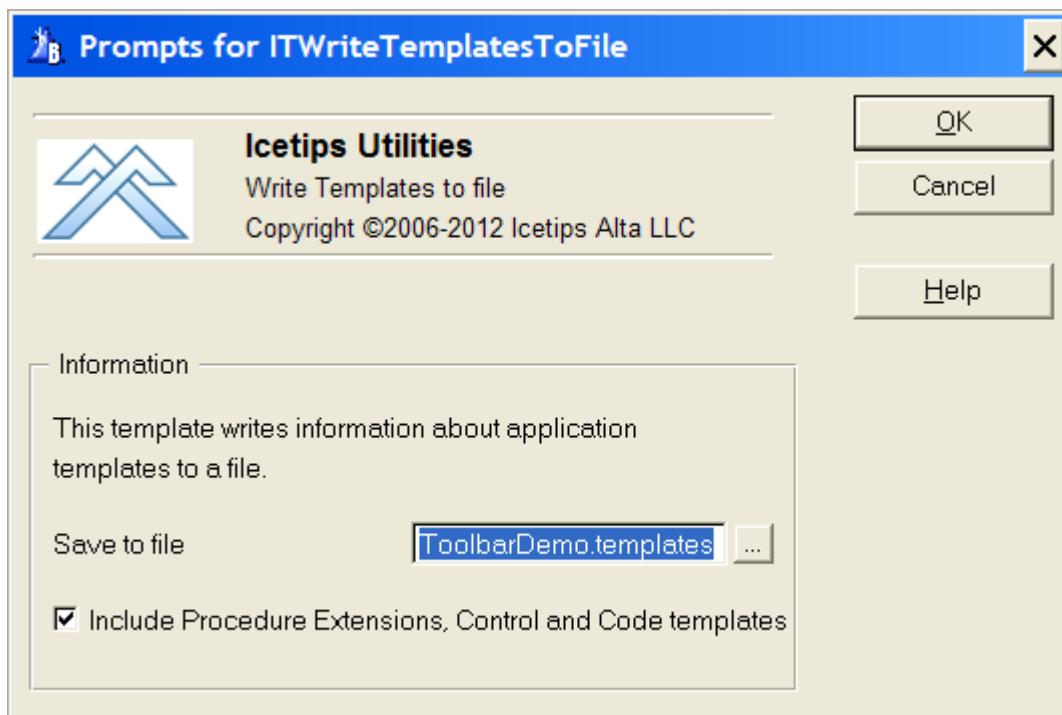 Prompts for ITWriteTemplatesToFile
Icetips Utilities
Write Templates to file
Copyright ©2006-2012 Icetips Alta LLC
OK
Cancel
Help
Information
This template writes information about application
templates to a file.
Save to file ToolbarDemo.templates ...
Include Procedure Extensions, Control and Code templates